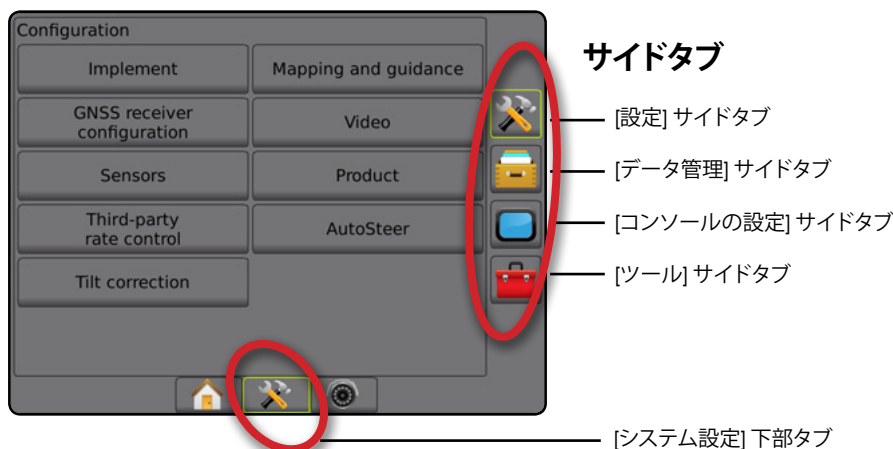 Configuration
Implement
Mapping and guidance
GNSS receiver
configuration
Video
Sensors
Product
Third-party
rate control
AutoSteer
Tilt correction
サイドタブ
[設定] サイドタブ
[データ管理] サイドタブ
[コンソールの設定] サイドタブ
[ツール] サイドタブ
[システム設定] 下部タブ